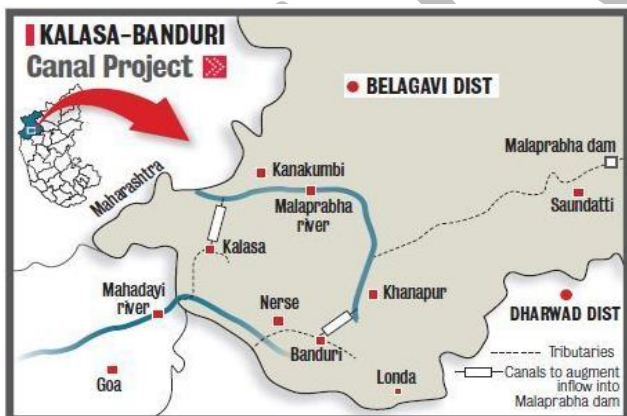 KALASA-BANDURI
Canal Project
BELAGAVI DIST
Malaprabha dam
Maharashtra
Kanakumbi
Malaprabha
river
Saundatti
Kalasa
Mahadayi
river
Nerse
Khanapur
DHARWAD DIST
Banduri
Goa
Londa
Tributaries
Canals to augment
inflow into
Malaprabha dam